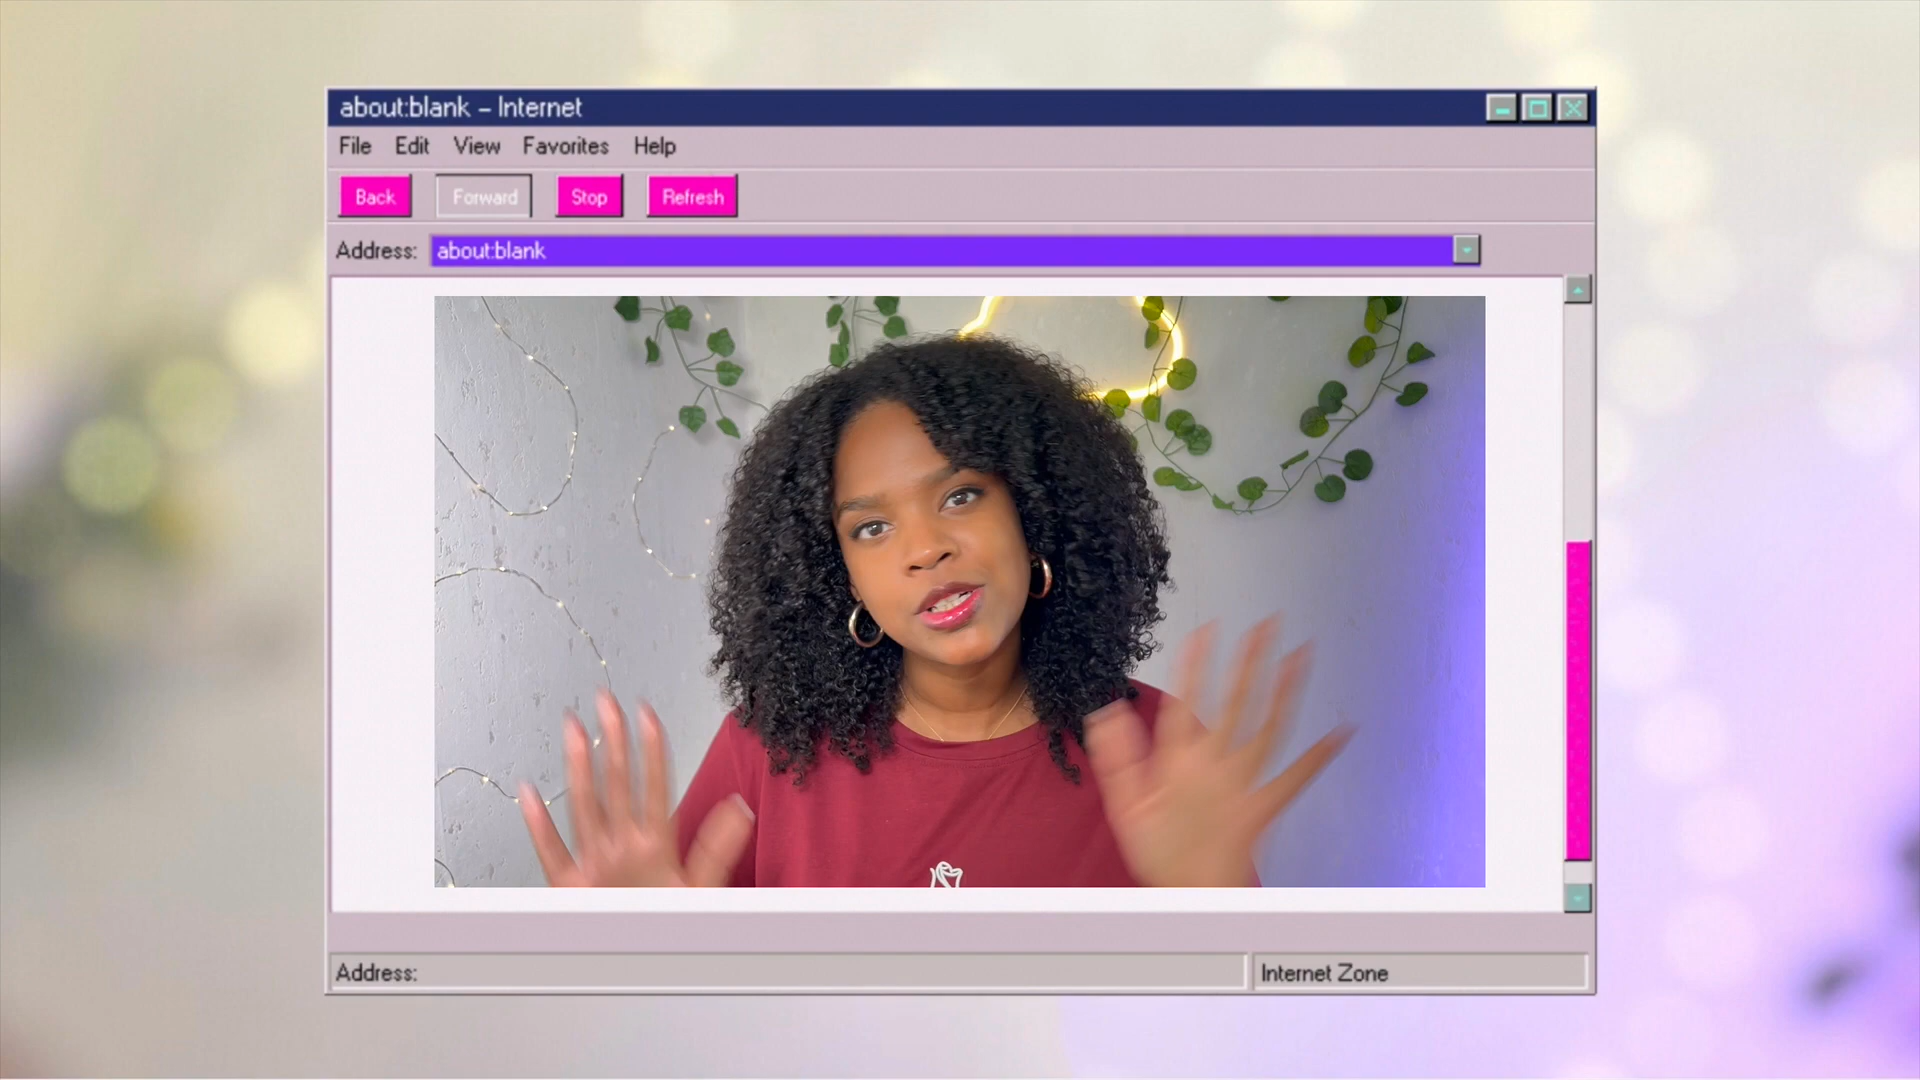 about:blank – Internet
File Edit View Favorites Help
Back Forward Stop Refresh
Address: about:blank
Address: Internet Zone